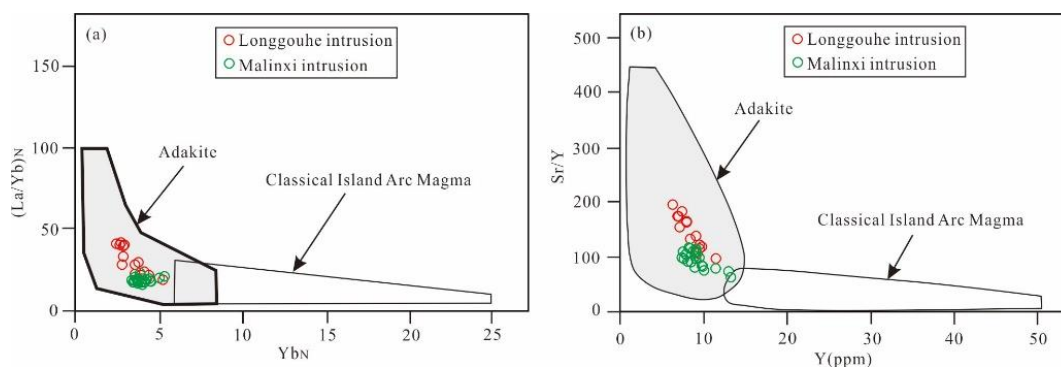 (a)
Longgouhe intrusion
Malinxi intrusion
150
100
50
0
(La/Yb)N
Adakite
Classical Island Arc Magma
0 5 10 15 20 25
YbN
(b)
Longgouhe intrusion
Malinxi intrusion
500
400
300
200
100
0
Sr/Y
Adakite
Classical Island Arc Magma
0 10 20 30 40 50
Y(ppm)